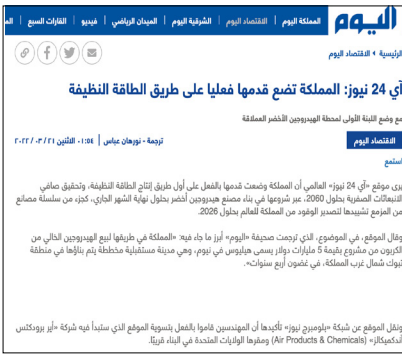 اليوم
المملكة اليوم | الاقتصاد اليوم | الشرقية اليوم | الميدان الرياضي | فيديو | القارات السبع | الم
الرئيسية الاقتصاد اليوم
آي 24 نيوز: المملكة تضع قدمها فعليا على طريق الطاقة النظيفة
مع وضع اللبنة الأولى لمحطة الهيدروجين الأخضر العملاقة
الاقتصاد اليوم
ترجمة - نورهان عباس | ٠١:٥٤ الاثنين ٢١ / ٠٣ / ٢٠٢٢
استمع
يرى موقع «آي 24 نيوز» العالمي أن المملكة وضعت قدمها بالفعل على أول طريق إنتاج الطاقة النظيفة، وتحقيق صافي
الانبعاثات الصفرية بحلول 2060، عبر شروعها في بناء مصنع هيدروجين أخضر بحلول نهاية الشهر الجاري، كجزء من سلسلة مصانع
من المزمع تشييدها لتصدير الوقود من المملكة للعالم بحلول 2026.
وقال الموقع، في الموضوع، الذي ترجمت صحيفة «اليوم» أبرز ما جاء فيه: «المملكة في طريقها لبيع الهيدروجين الخالي من
الكربون من مشروع بقيمة 5 مليارات دولار يسمى هيليوس في نيوم، وهي مدينة مستقبلية مخططة يتم بناؤها في منطقة
تبوك شمال غرب المملكة، في غضون أربع سنوات».
ونقل الموقع عن شبكة «بلومبرج نيوز» تأكيدها أن المهندسين قاموا بالفعل بتسوية الموقع الذي ستبدأ فيه شركة «أير برودكتس
آندكميكالز» (Air Products & Chemicals) ومقرها الولايات المتحدة في البناء قريبًا.